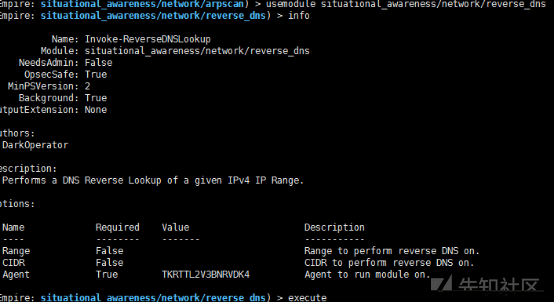 Empire: situational_awareness/network/arpscan) > usemodule situational_awareness/network/reverse_dns
Empire: situational_awareness/network/reverse_dns) > info
Name: Invoke-ReverseDNSLookup
Module: situational_awareness/network/reverse_dns
NeedsAdmin: False
OpsecSafe: True
MinPSVersion: 2
Background: True
utputExtension: None
uthors:
DarkOperator
escription:
Performs a DNS Reverse Lookup of a given IPv4 IP Range.
ptions:
Name Required Value Description
---- -------- ------- -----------
Range False Range to perform reverse DNS on.
CIDR False CIDR to perform reverse DNS on.
Agent True TKRTTL2V3BNRVDK4 Agent to run module on.
先知社区
Empire: situational_awareness/network/reverse_dns) > execute